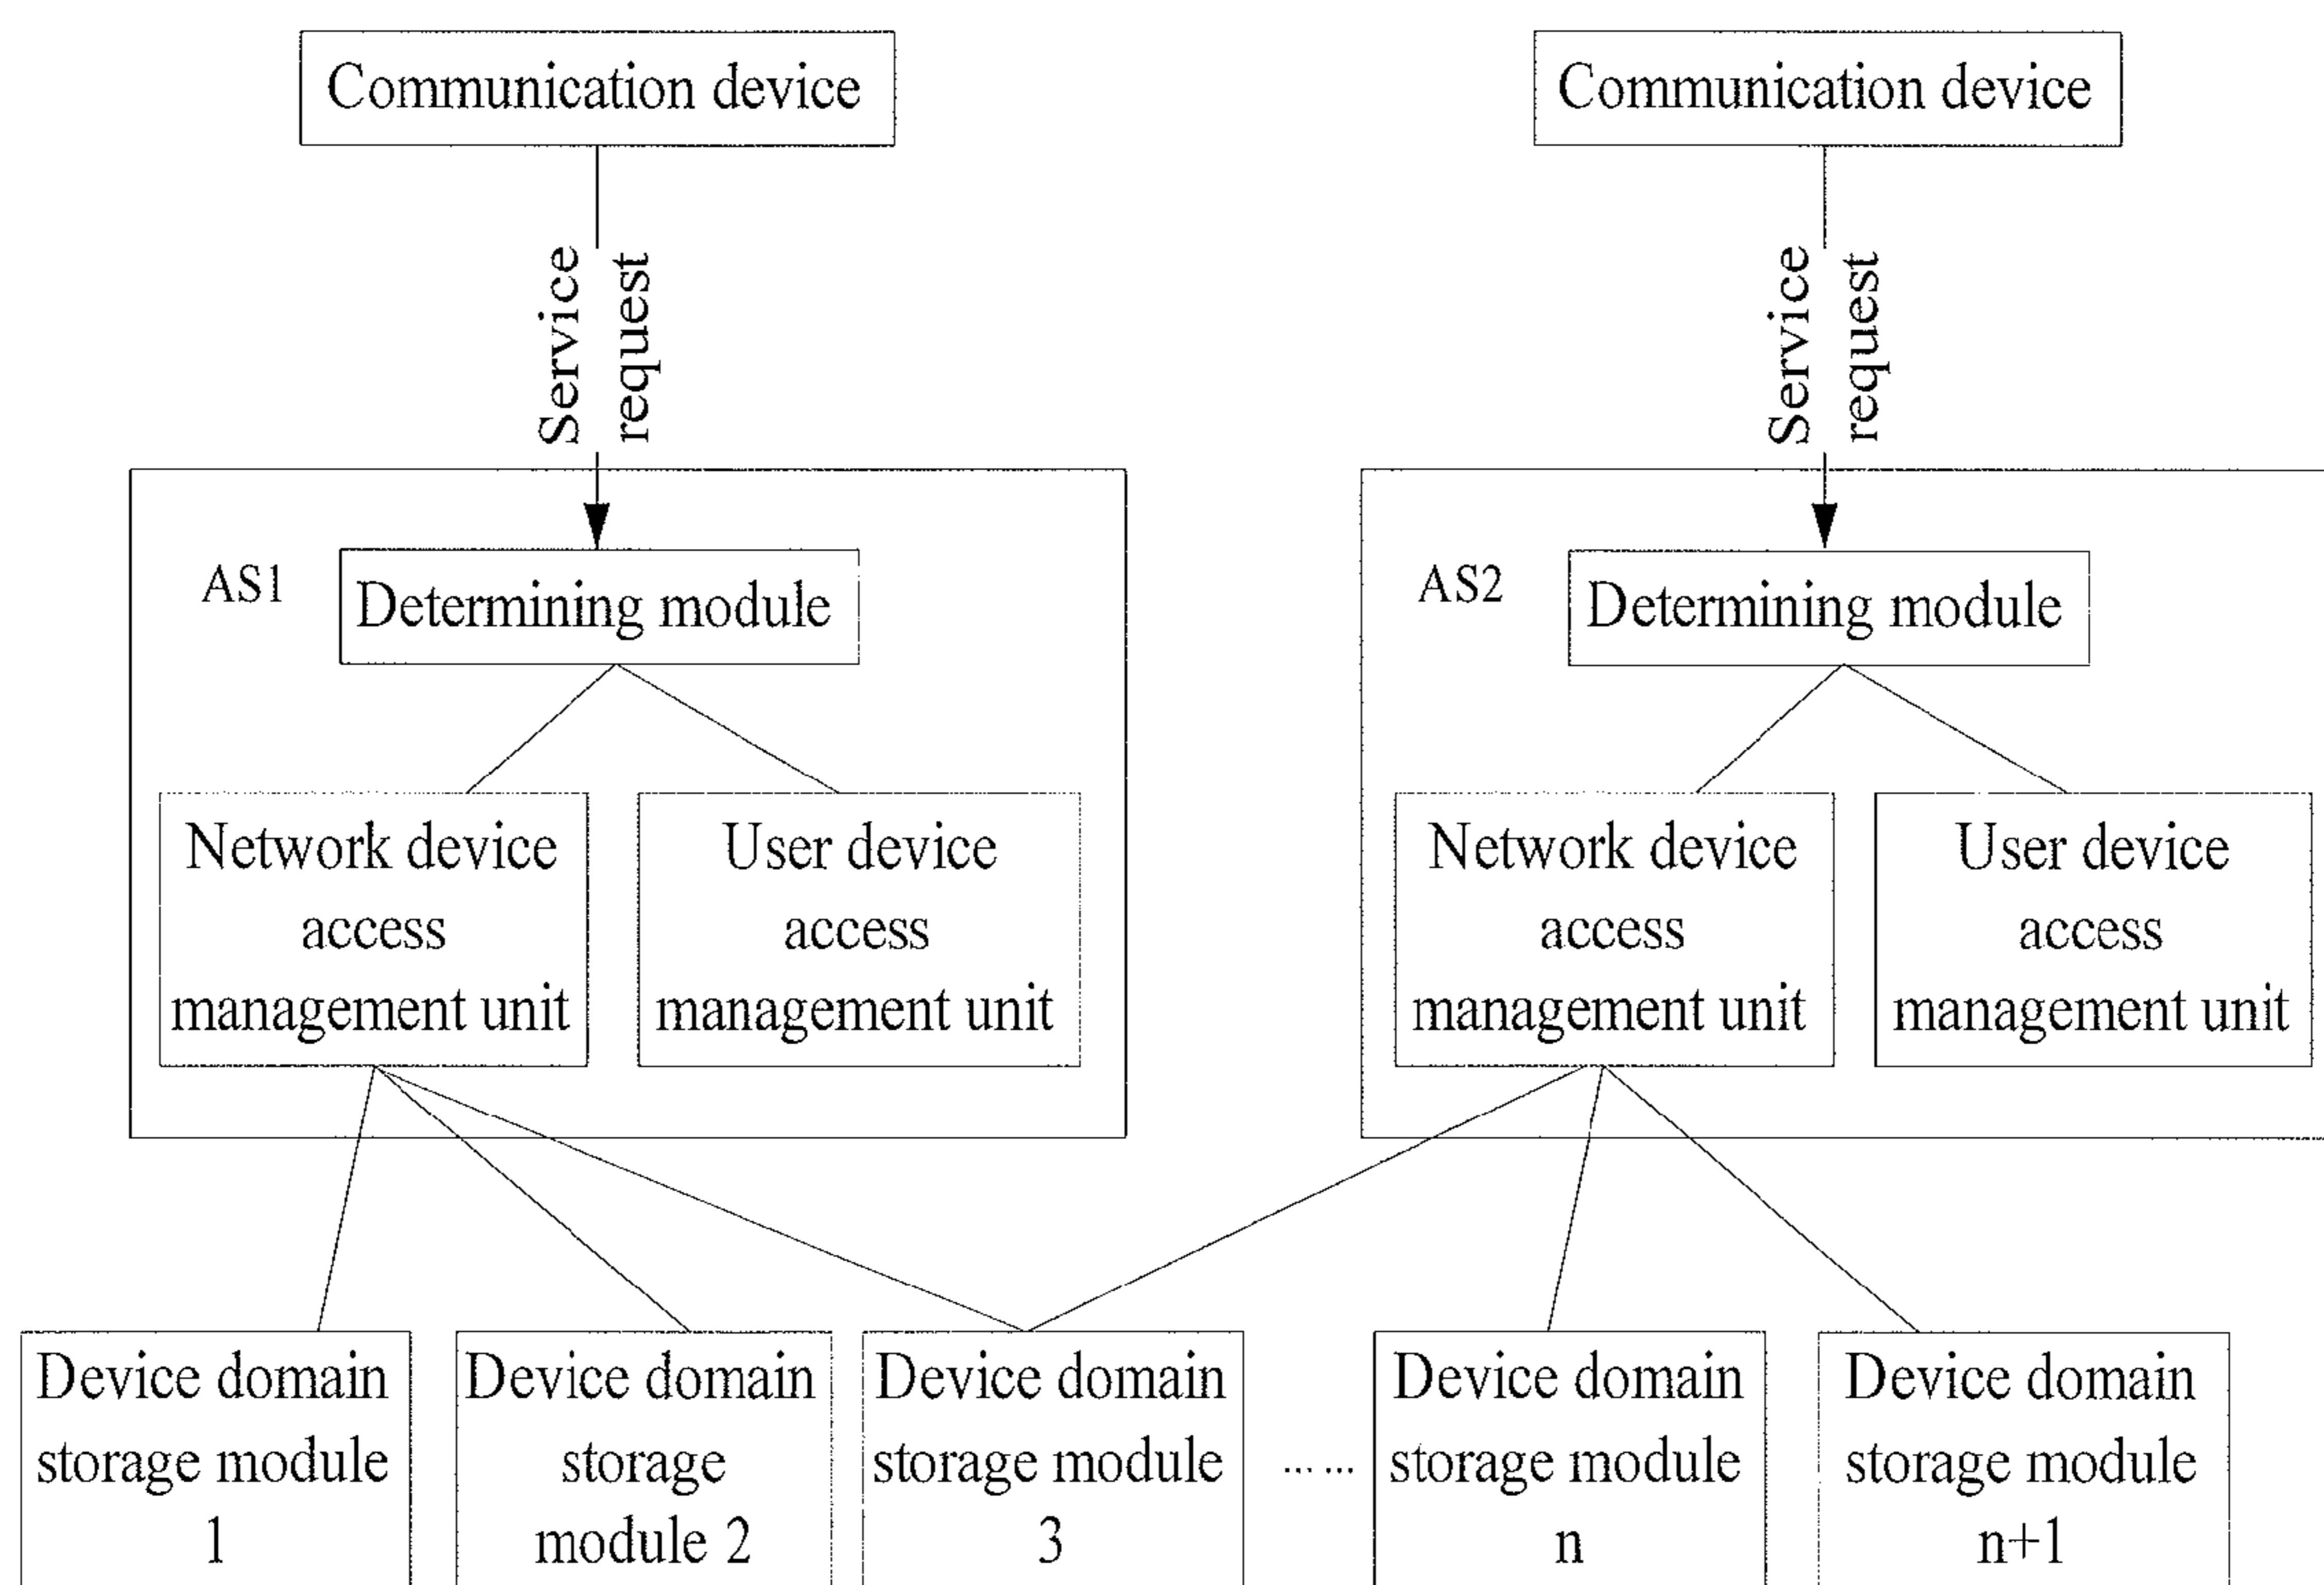 Communication device
Communication device
Service
request
Service
request
AS1
Determining module
AS2
Determining module
Network device
access
management unit
User device
access
management unit
Network device
access
management unit
User device
access
management unit
Device domain
storage module
1
Device domain
storage
module 2
Device domain
storage module
3
... ...
Device domain
storage module
n
Device domain
storage module
n+1